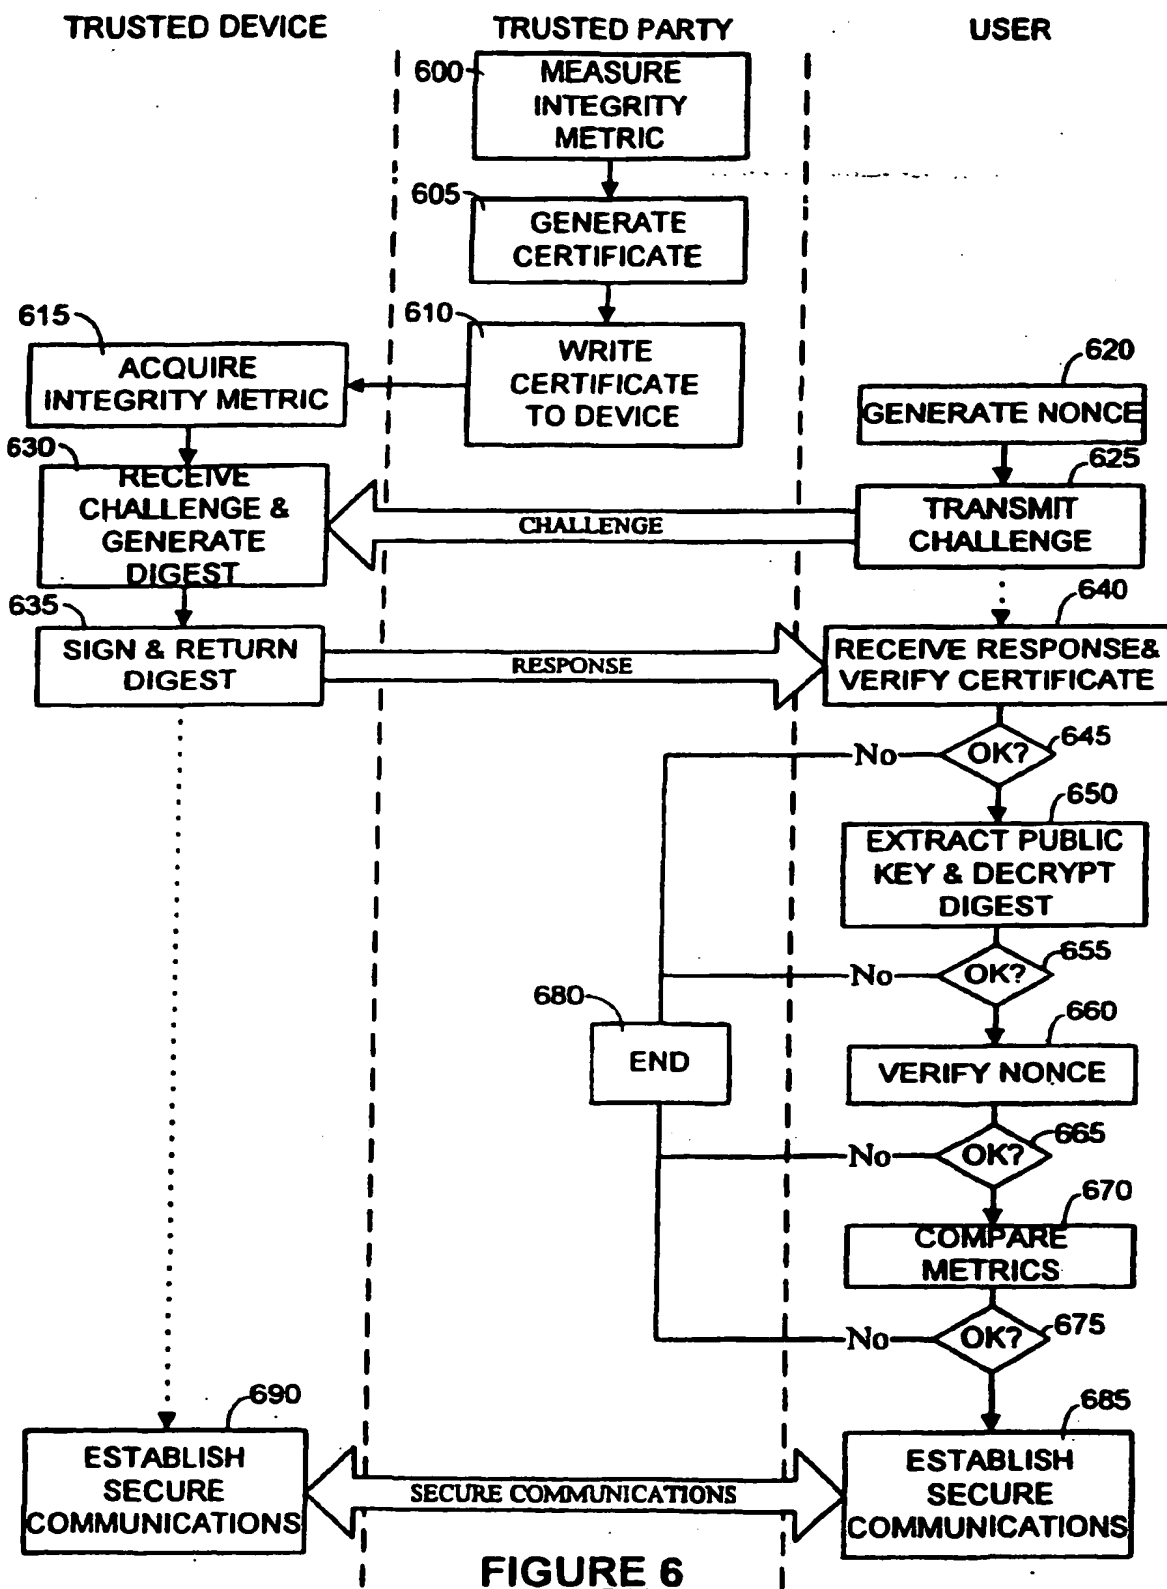 TRUSTED DEVICE
TRUSTED PARTY
USER
600
MEASURE
INTEGRITY
METRIC
605
GENERATE
CERTIFICATE
610
WRITE
CERTIFICATE
TO DEVICE
615
ACQUIRE
INTEGRITY METRIC
620
GENERATE NONCE
625
TRANSMIT
CHALLENGE
CHALLENGE
630
RECEIVE
CHALLENGE &
GENERATE
DIGEST
635
SIGN & RETURN
DIGEST
RESPONSE
640
RECEIVE RESPONSE&
VERIFY CERTIFICATE
No
OK?
645
650
EXTRACT PUBLIC
KEY & DECRYPT
DIGEST
No
OK?
655
680
END
660
VERIFY NONCE
No
OK?
665
670
COMPARE
METRICS
No
OK?
675
690
ESTABLISH
SECURE
COMMUNICATIONS
SECURE COMMUNICATIONS
685
ESTABLISH
SECURE
COMMUNICATIONS
FIGURE 6